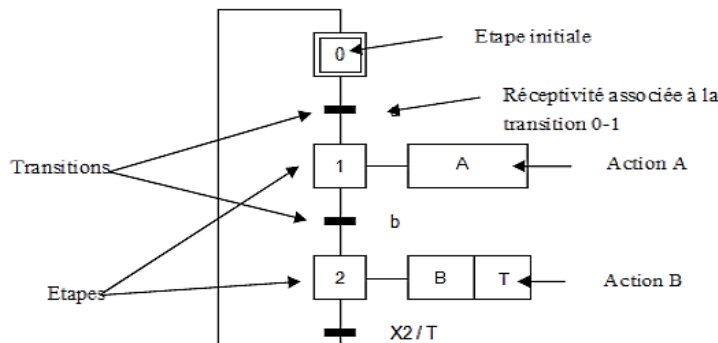 0
Etape initiale
Réceptivité associée à la
transition 0-1
Transitions
1
A
Action A
b
Etapes
2
B
T
Action B
X2 / T